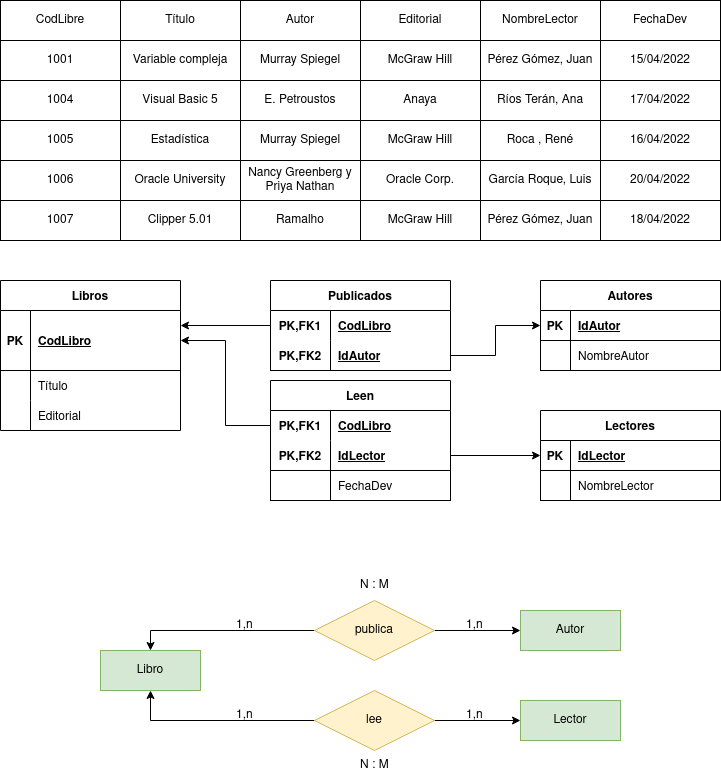 CodLibre Título Autor Editorial NombreLector FechaDev
1001 Variable compleja Murray Spiegel McGraw Hill Pérez Gómez, Juan 15/04/2022
1004 Visual Basic 5 E. Petroustos Anaya Ríos Terán, Ana 17/04/2022
1005 Estadística Murray Spiegel McGraw Hill Roca , René 16/04/2022
1006 Oracle University Nancy Greenberg y Priya Nathan Oracle Corp. García Roque, Luis 20/04/2022
1007 Clipper 5.01 Ramalho McGraw Hill Pérez Gómez, Juan 18/04/2022
Libros
PK CodLibro
Título
Editorial
Publicados
PK,FK1 CodLibro
PK,FK2 IdAutor
Autores
PK IdAutor
NombreAutor
Leen
PK,FK1 CodLibro
PK,FK2 IdLector
FechaDev
Lectores
PK IdLector
NombreLector
N : M
1,n publica 1,n Autor
Libro
1,n lee 1,n Lector
N : M